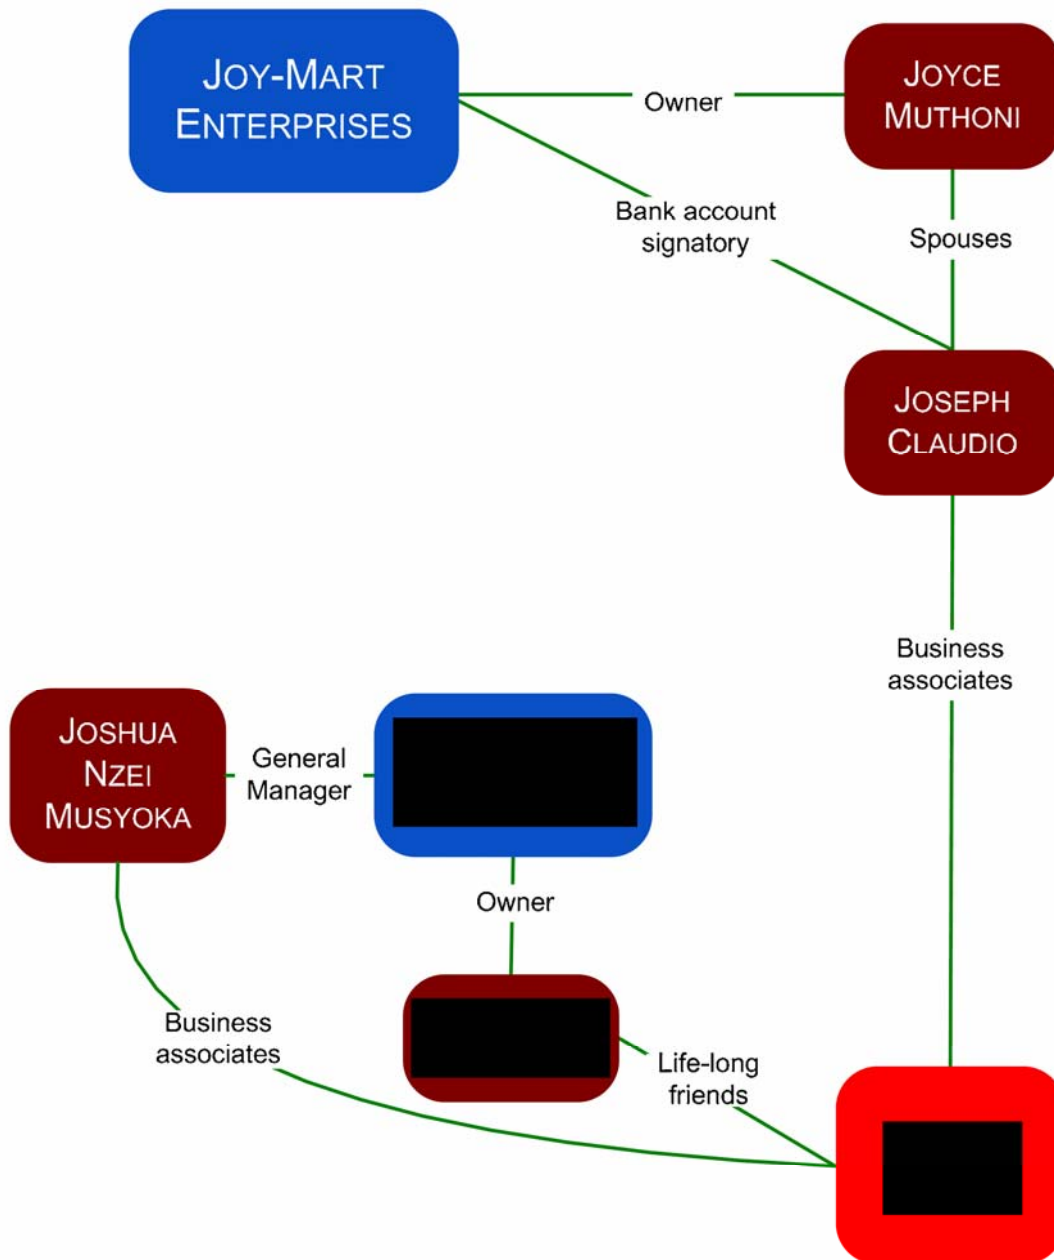 JOY-MART
ENTERPRISES
Owner
JOYCE
MUTHONI
Bank account
signatory
Spouses
JOSEPH
CLAUDIO
Business
associates
JOSHUA
NZEI
MUSYOKA
General
Manager
Owner
Business
associates
Life-long
friends